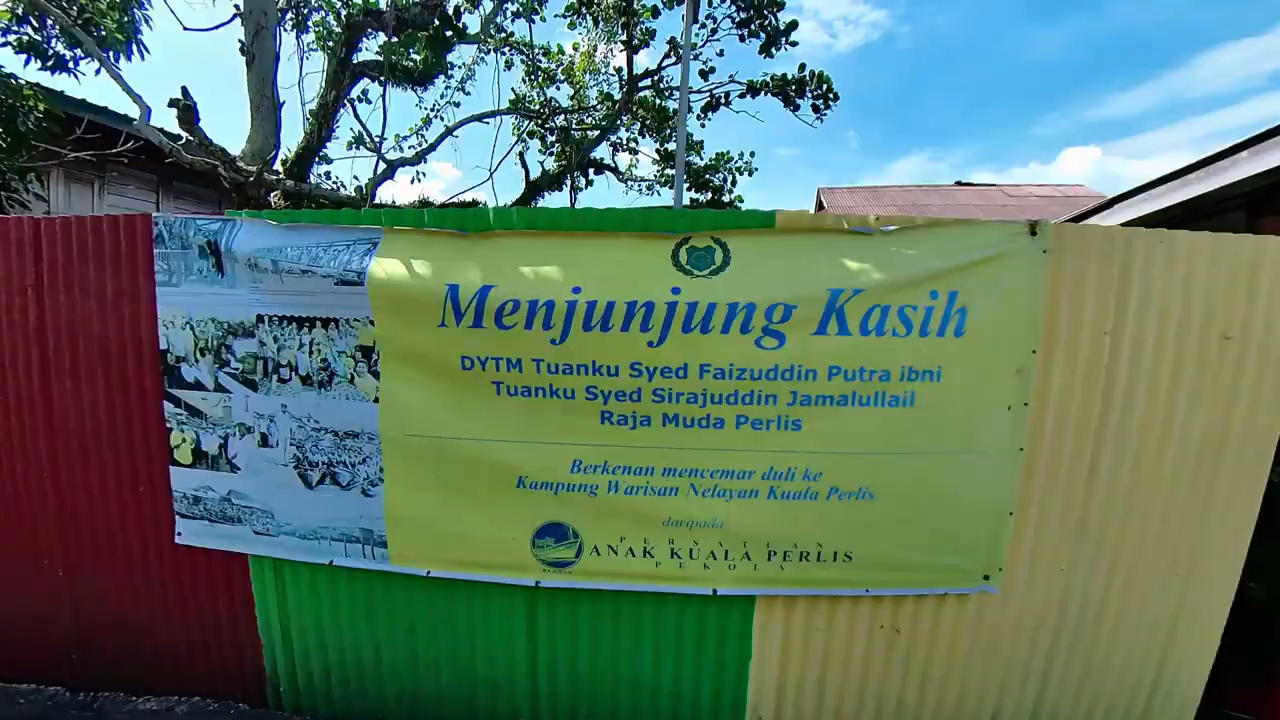 Menjunjung Kasih
DYTM Tuanku Syed Faizuddin Putra ibni
Tuanku Syed Sirajuddin Jamalullail
Raja Muda Perlis
Berkenan mencemar duli ke
Kampung Warisan Nelayan Kuala Perlis
daripada
PERSATUAN
ANAK KUALA PERLIS
PEKOLA